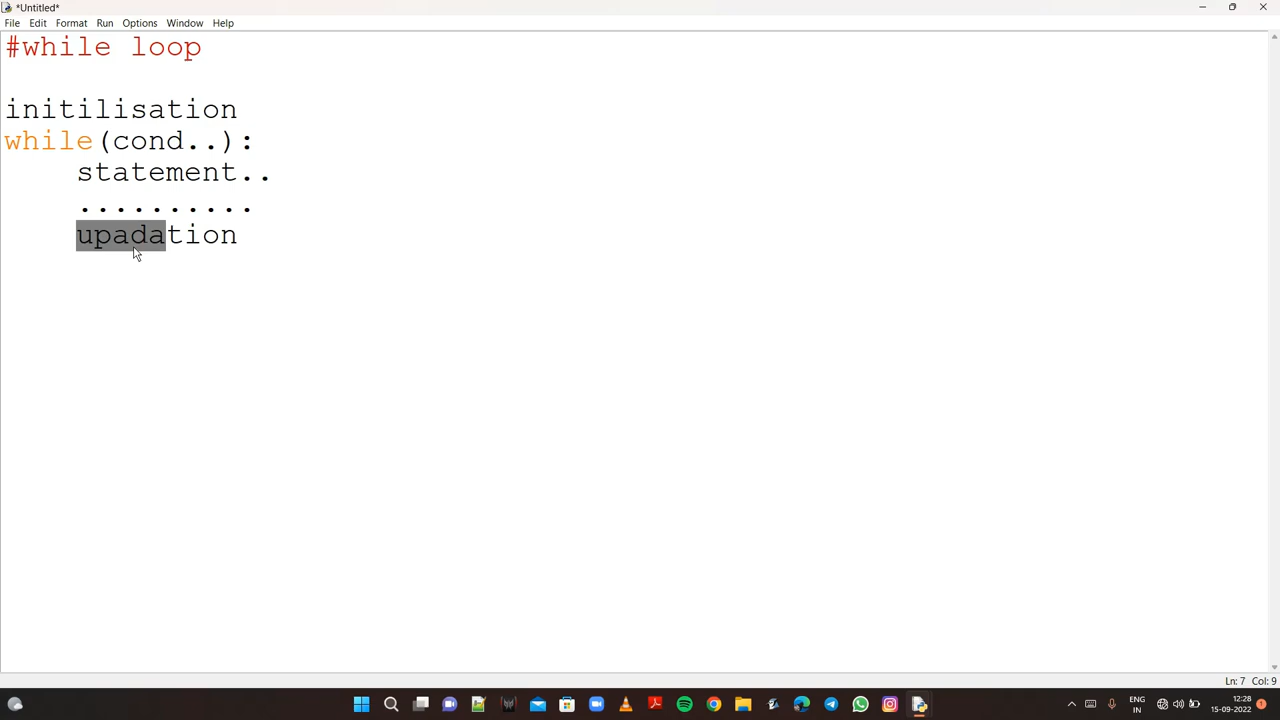 *Untitled*
File Edit Format Run Options Window Help
#while loop
initilisation
while(cond..):
statement..
..........
upadation
Ln: 7 Col: 9
ENG
IN
12:28
15-09-2022